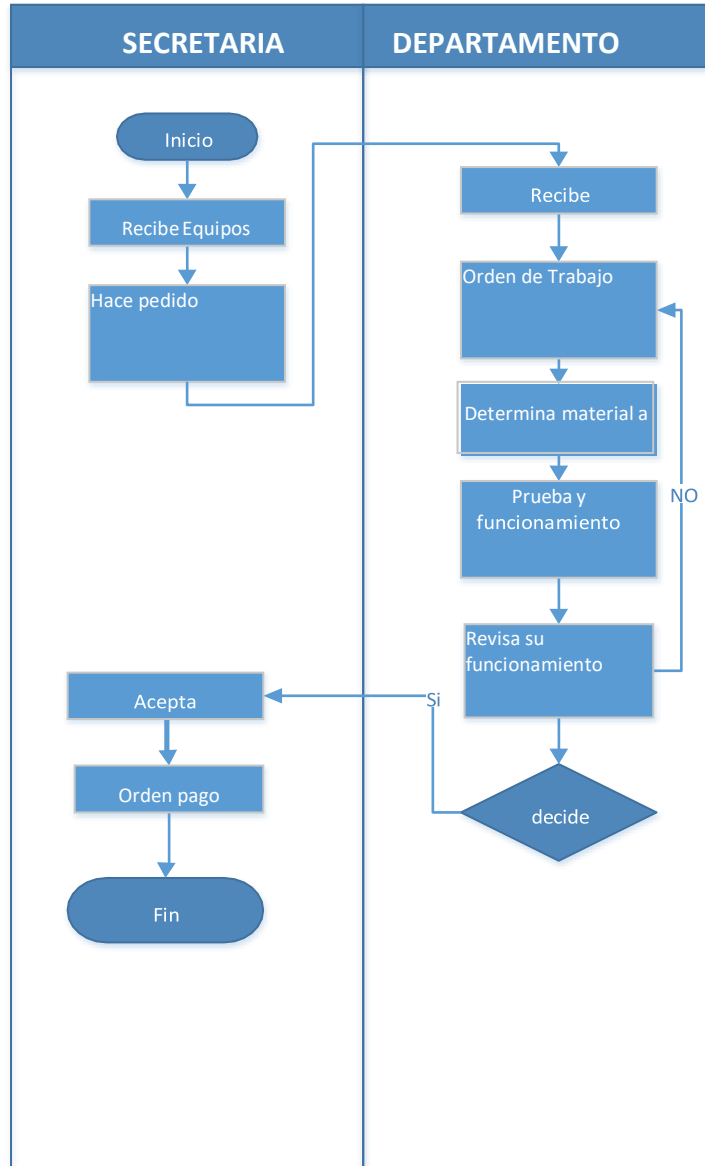 SECRETARIA
DEPARTAMENTO
Inicio
Recibe Equipos
Hace pedido
Recibe
Orden de Trabajo
Determina material a
Prueba y
funcionamiento
NO
Revisa su
funcionamiento
Si
decide
Acepta
Orden pago
Fin